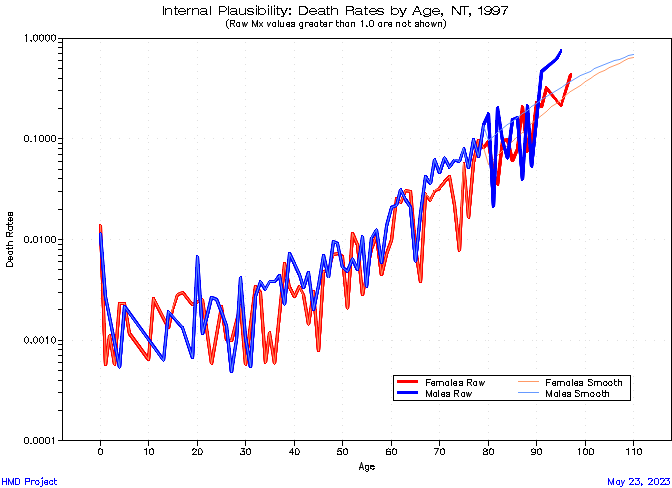 Internal Plausibility: Death Rates by Age, NT, 1997
(Raw Mx values greater than 1.0 are not shown)
1.0000
0.1000
0.0100
0.0010
0.0001
Death Rates
0 10 20 30 40 50 60 70 80 90 100 110
Age
Females Raw Females Smooth
Males Raw Males Smooth
HMD Project May 23, 2023